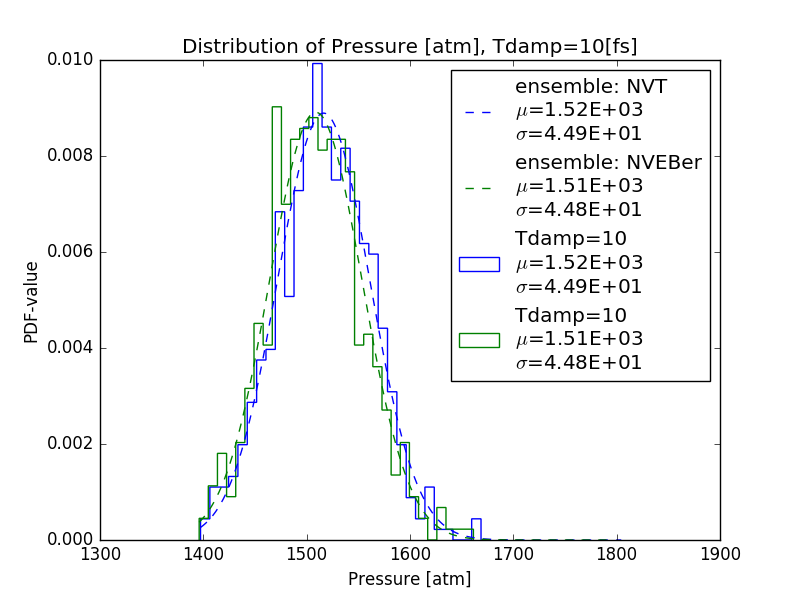 Distribution of Pressure [atm], Tdamp=10[fs]
0.010
0.008
0.006
0.004
0.002
0.000
PDF-value
ensemble: NVT
μ=1.52E+03
σ=4.49E+01
ensemble: NVEBer
μ=1.51E+03
σ=4.48E+01
Tdamp=10
μ=1.52E+03
σ=4.49E+01
Tdamp=10
μ=1.51E+03
σ=4.48E+01
1300 1400 1500 1600 1700 1800 1900
Pressure [atm]